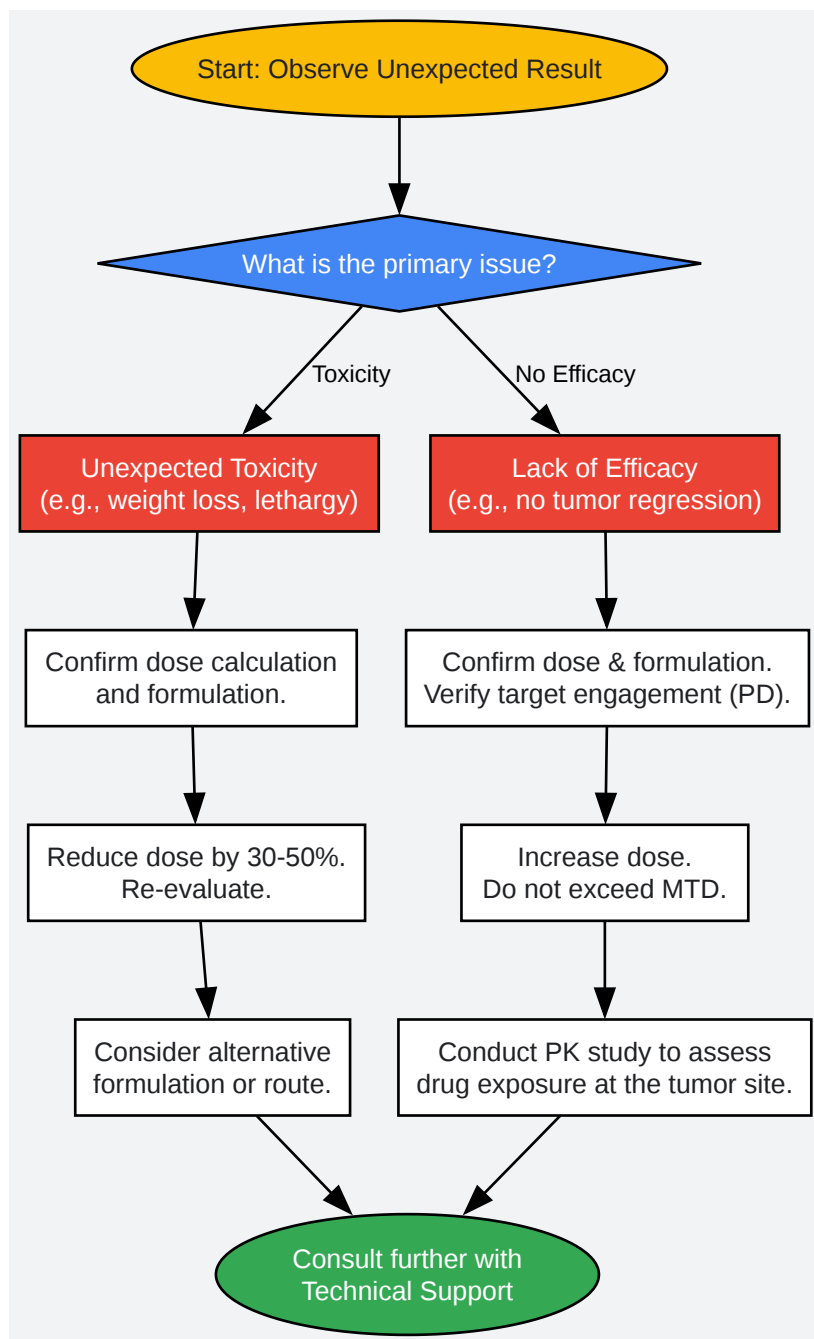 Start: Observe Unexpected Result
What is the primary issue?
Toxicity
No Efficacy
Unexpected Toxicity
(e.g., weight loss, lethargy)
Lack of Efficacy
(e.g., no tumor regression)
Confirm dose calculation
and formulation.
Confirm dose & formulation.
Verify target engagement (PD).
Reduce dose by 30-50%.
Re-evaluate.
Increase dose.
Do not exceed MTD.
Consider alternative
formulation or route.
Conduct PK study to assess
drug exposure at the tumor site.
Consult further with
Technical Support